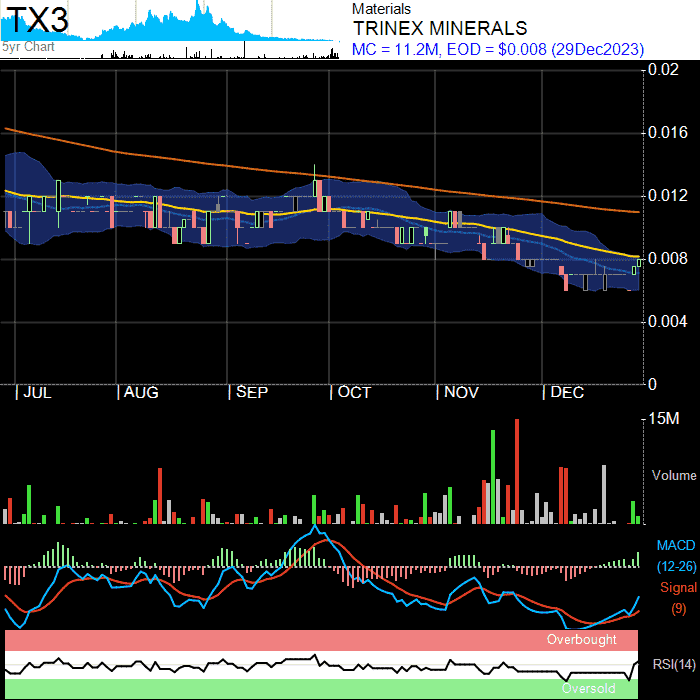 TX3
5yr Chart
Materials
TRINEX MINERALS
MC = 11.2M, EOD = $0.008 (29Dec2023)
0.02
0.016
0.012
0.008
0.004
0
JUL
AUG
SEP
OCT
NOV
DEC
15M
Volume
MACD
(12-26)
Signal
(9)
Overbought
RSI(14)
Oversold